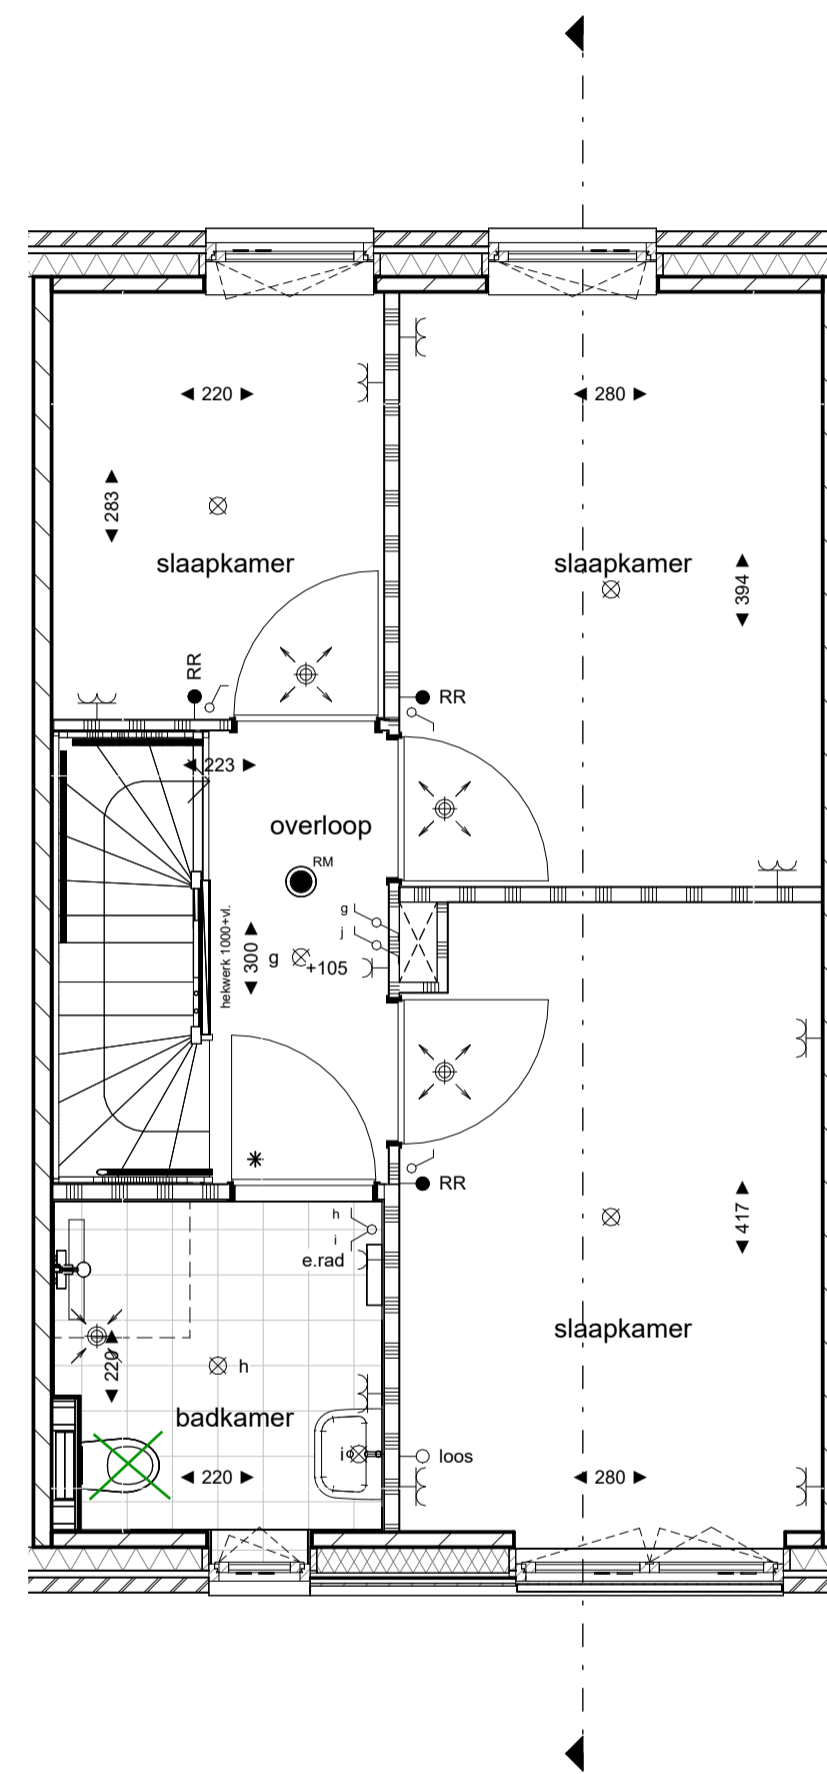 220
280
283
slaapkamer
slaapkamer
394
RR
RR
223
overloop
RM
g
j
hekwerk 1000+vl.
300
g
+105
RR
h
i
e.rad
417
slaapkamer
220
h
badkamer
i
loos
220
280